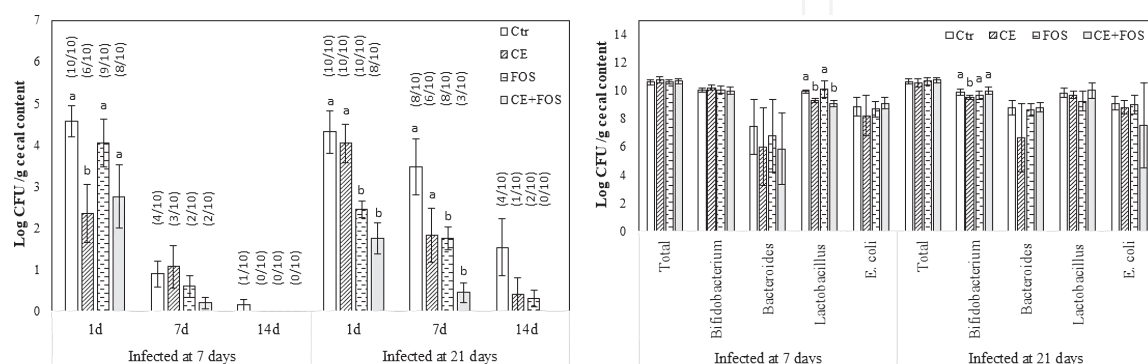 Log CFU /g cecal content
7
6
5
4
3
2
1
0
Ctr
CE
FOS
CE+FOS
(10/10)
(6/10)
(9/10)
(8/10)
a
b
a
a
(4/10)
(3/10)
(2/10)
(2/10)
(1/10)
(0/10)
(0/10)
(0/10)
(10/10)
(10/10)
(10/10)
(8/10)
a
a
b
b
(8/10)
(6/10)
(8/10)
(3/10)
a
a
b
b
(4/10)
(1/10)
(2/10)
(0/10)
1d 7d 14d 1d 7d 14d
Infected at 7 days Infected at 21 days
Log CFU /g cecal content
14
12
10
8
6
4
2
0
Ctr CE FOS CE+FOS
a b a b
a b a a
Total
Bifidobacterium
Bacteroides
Lactobacillus
E. coli
Total
Bifidobacterium
Bacteroides
Lactobacillus
E. coli
Infected at 7 days Infected at 21 days